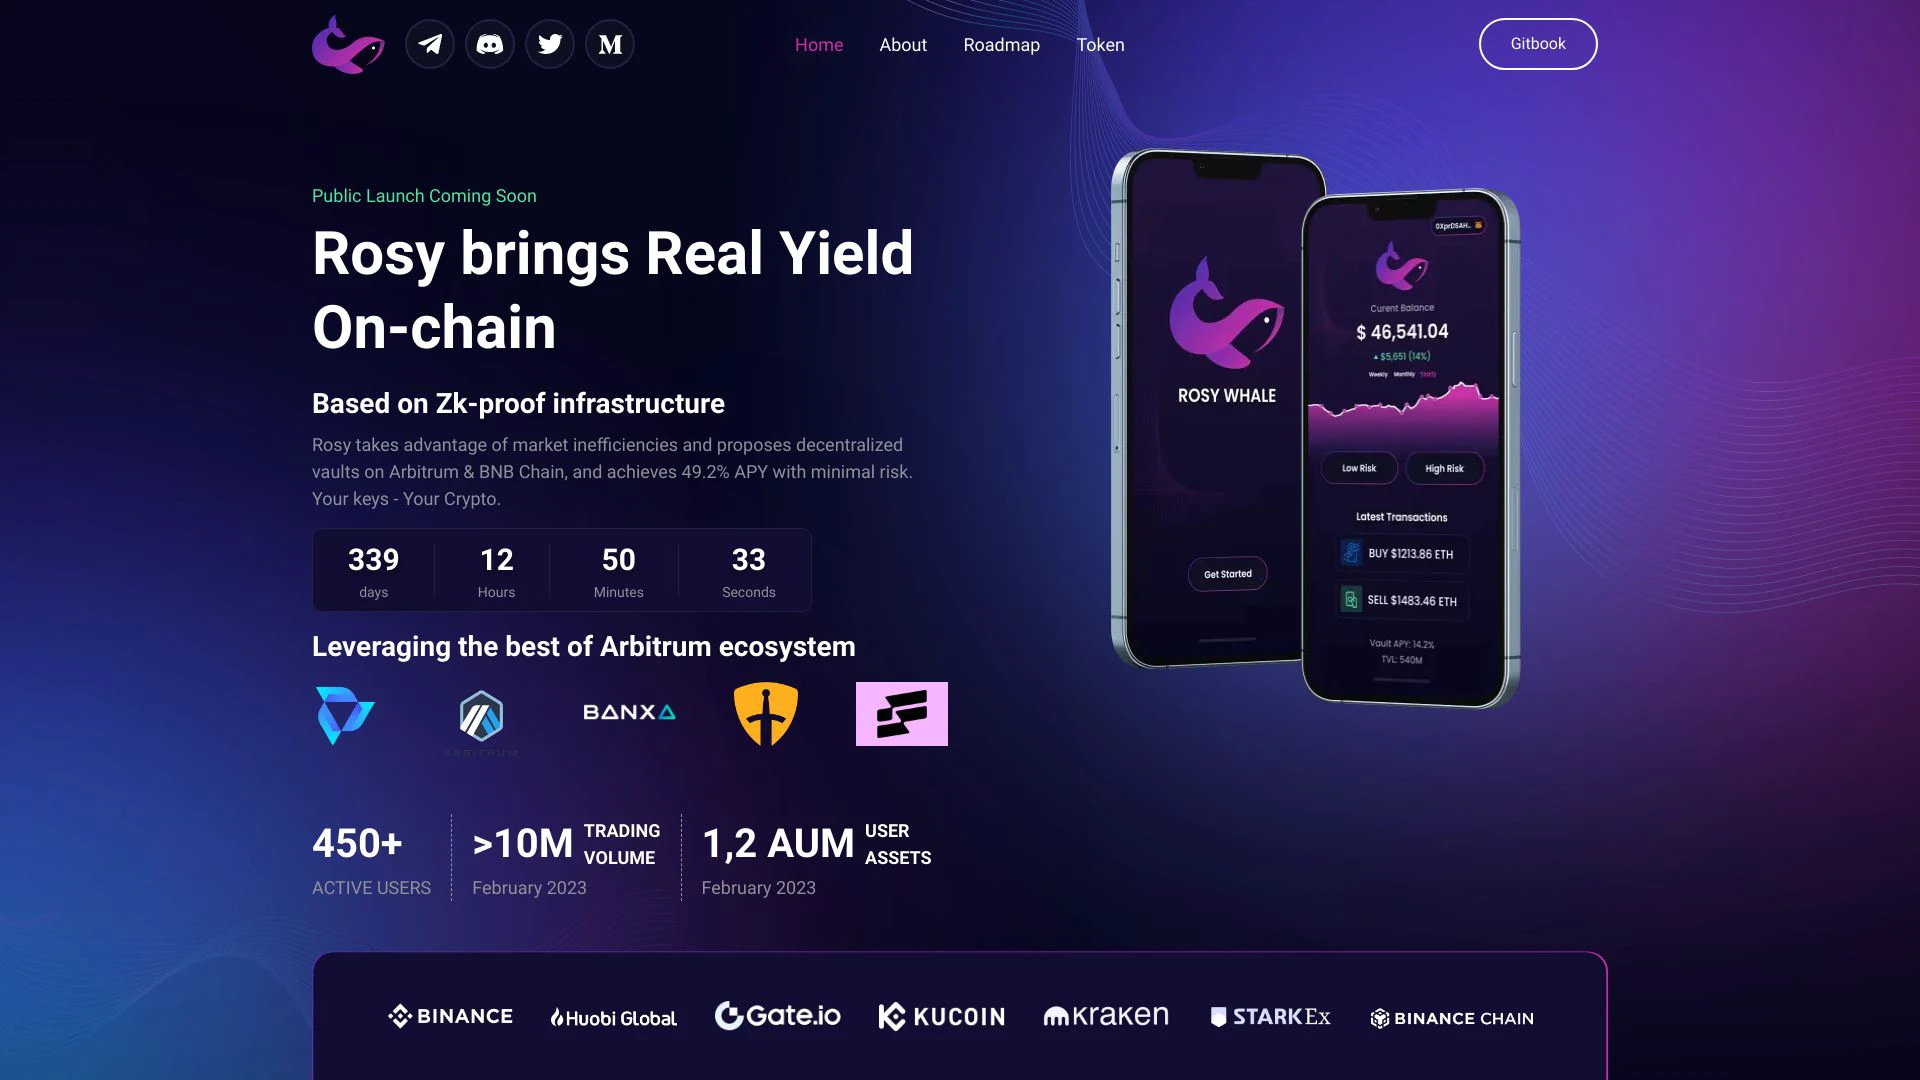 Home
About
Roadmap
Token
Gitbook
Public Launch Coming Soon
Rosy brings Real Yield
On-chain
Based on Zk-proof infrastructure
Rosy takes advantage of market inefficiencies and proposes decentralized
vaults on Arbitrum & BNB Chain, and achieves 49.2% APY with minimal risk.
Your keys - Your Crypto.
339
days
12
Hours
50
Minutes
33
Seconds
Leveraging the best of Arbitrum ecosystem
ARBITRUM
BANXA
450+
ACTIVE USERS
>10M
TRADING
VOLUME
February 2023
1,2 AUM
USER
ASSETS
February 2023
ROSY WHALE
Get Started
0XprDSAH..
Curent Balance
$ 46,541.04
$5,651 (14%)
Weekly
Monthly
Yearly
Low Risk
High Risk
Latest Transactions
BUY $1213.86 ETH
SELL $1483.46 ETH
Vault APY: 14.2%
TVL: 540M
BINANCE
Huobi Global
Gate.io
KUCOIN
kraken
STARKEx
BINANCE CHAIN